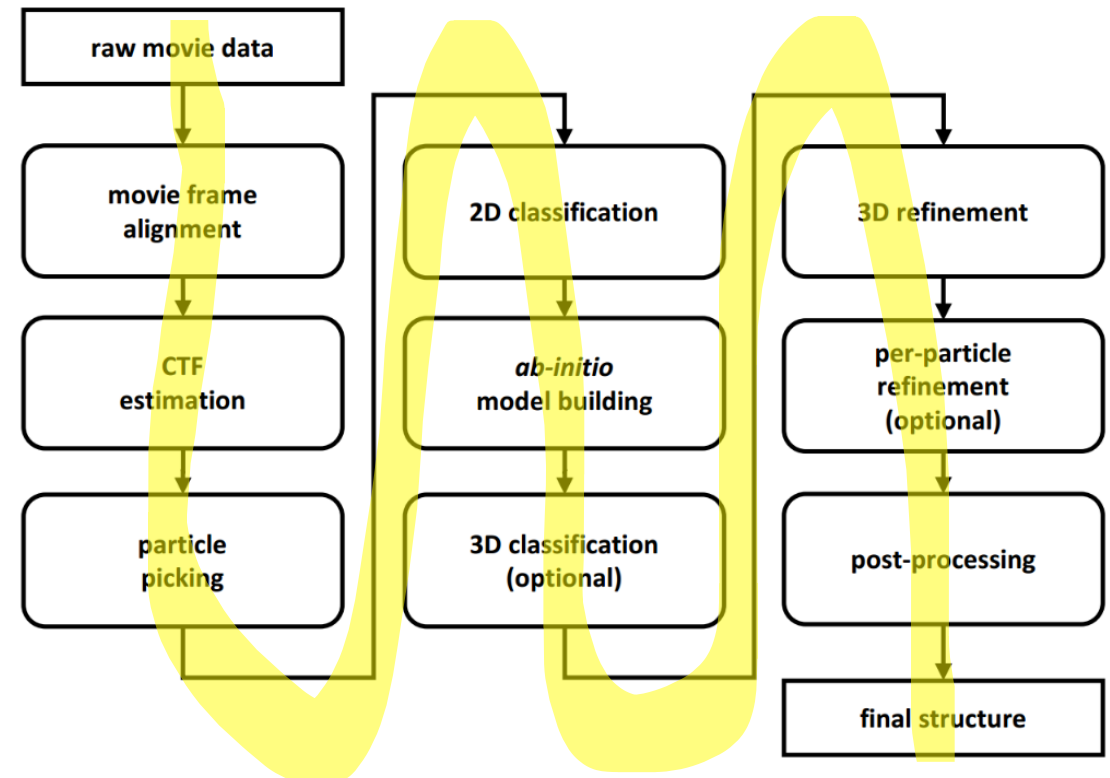 raw movie data
movie frame
alignment
CTF
estimation
particle
picking
2D classification
ab-initio
model building
3D classification
(optional)
3D refinement
per-particle
refinement
(optional)
post-processing
final structure